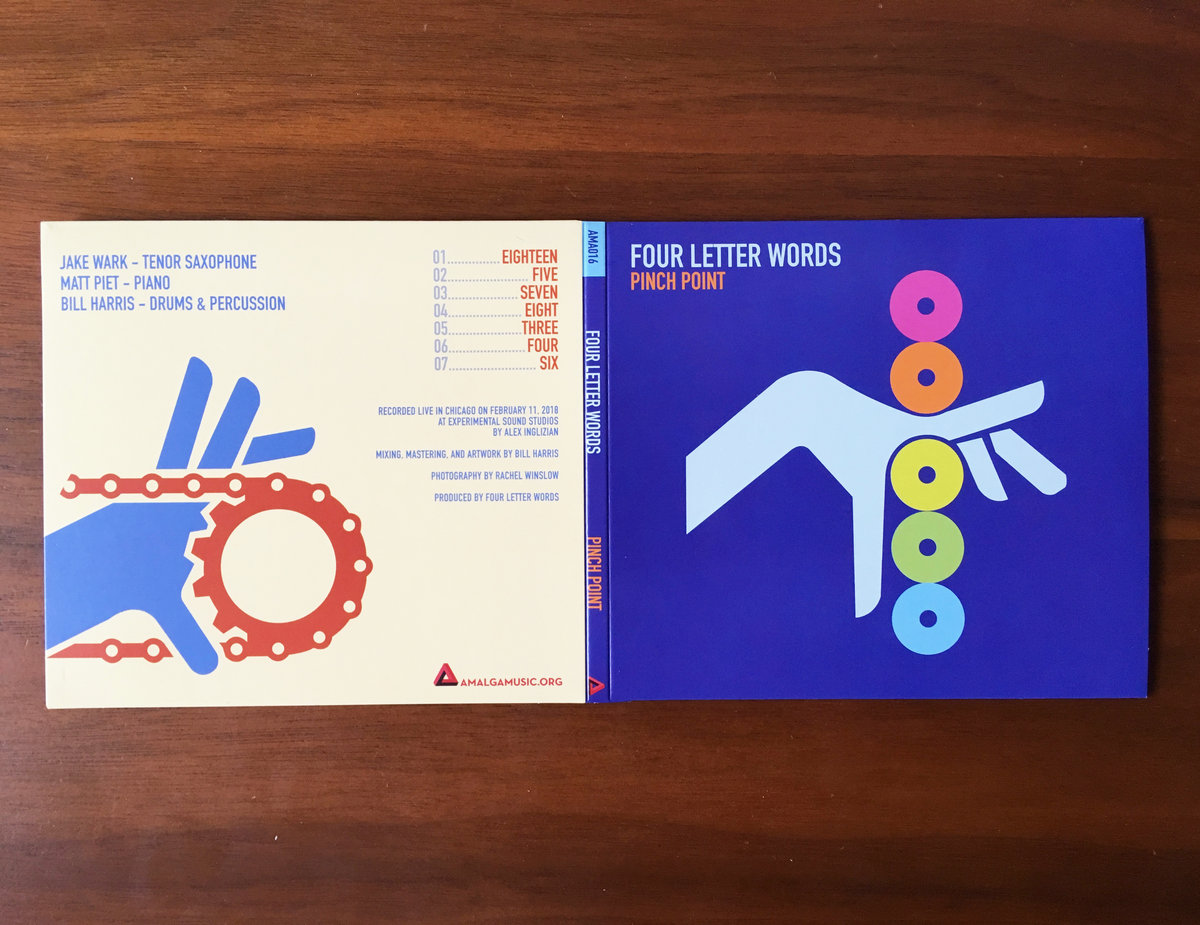 JAKE WARK – TENOR SAXOPHONE
MATT PIET – PIANO
BILL HARRIS – DRUMS & PERCUSSION
01................EIGHTEEN
02........................FIVE
03....................SEVEN
04.....................EIGHT
05.....................THREE
06......................FOUR
07.........................SIX
RECORDED LIVE IN CHICAGO ON FEBRUARY 11, 2018
AT EXPERIMENTAL SOUND STUDIOS
BY ALEX INGLIZIAN
MIXING, MASTERING, AND ARTWORK BY BILL HARRIS
PHOTOGRAPHY BY RACHEL WINSLOW
PRODUCED BY FOUR LETTER WORDS
AMALGAMUSIC.ORG
AMA016
FOUR LETTER WORDS
PINCH POINT
FOUR LETTER WORDS
PINCH POINT